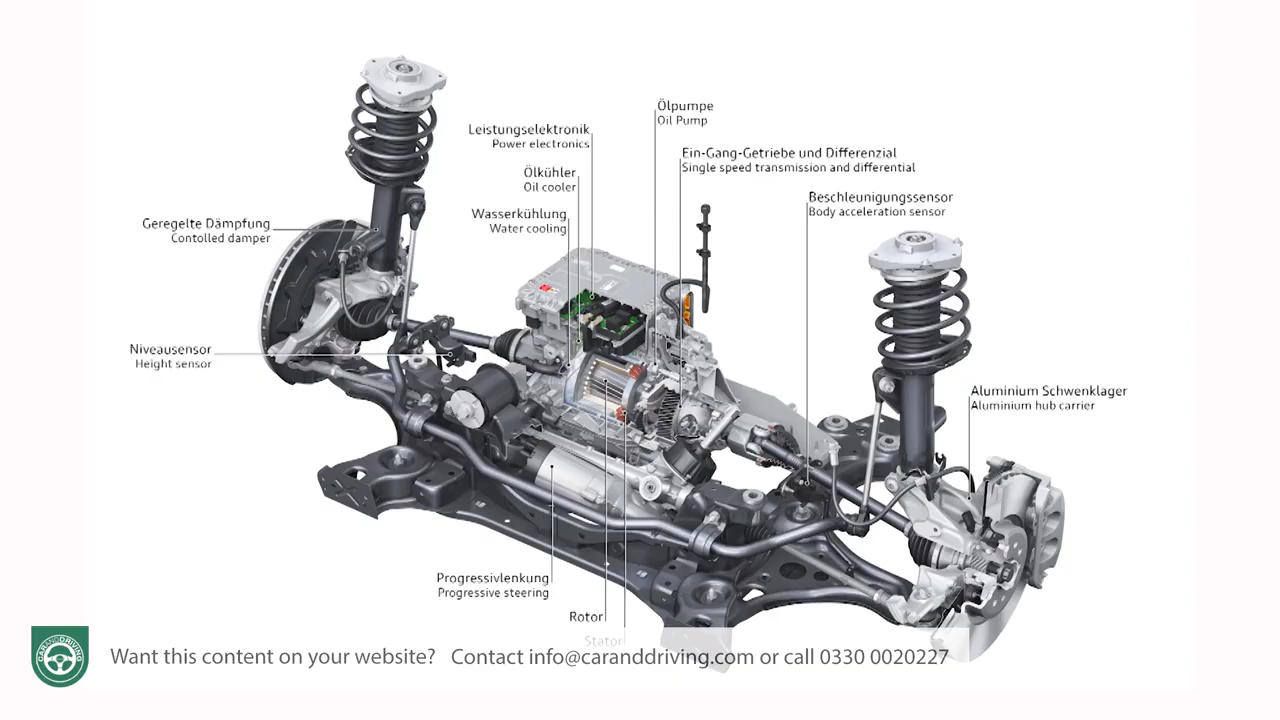 Ölpumpe
Oil Pump
Leistungselektronik
Power electronics
Ein-Gang-Getriebe und Differenzial
Single speed transmission and differential
Ölkühler
Oil cooler
Beschleunigungssensor
Body acceleration sensor
Wasserkühlung
Water cooling
Geregelte Dämpfung
Contolled damper
Niveausensor
Height sensor
Aluminium Schwenklager
Aluminium hub carrier
Progressivlenkung
Progressive steering
Rotor
Stator
CARANDDRIVING
Want this content on your website? Contact info@caranddriving.com or call 0330 0020227